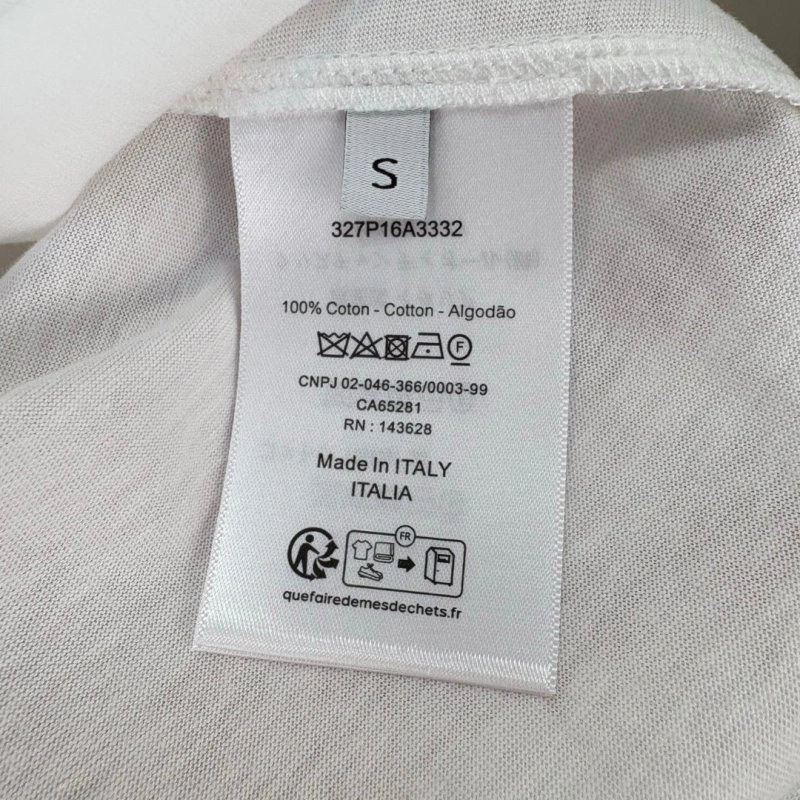 S
327P16A3332
100% Coton - Cotton - Algodão
F
CNPJ 02-046-366/0003-99
CA65281
RN : 143628
Made In ITALY
ITALIA
FR
quefairedemesdechets.fr